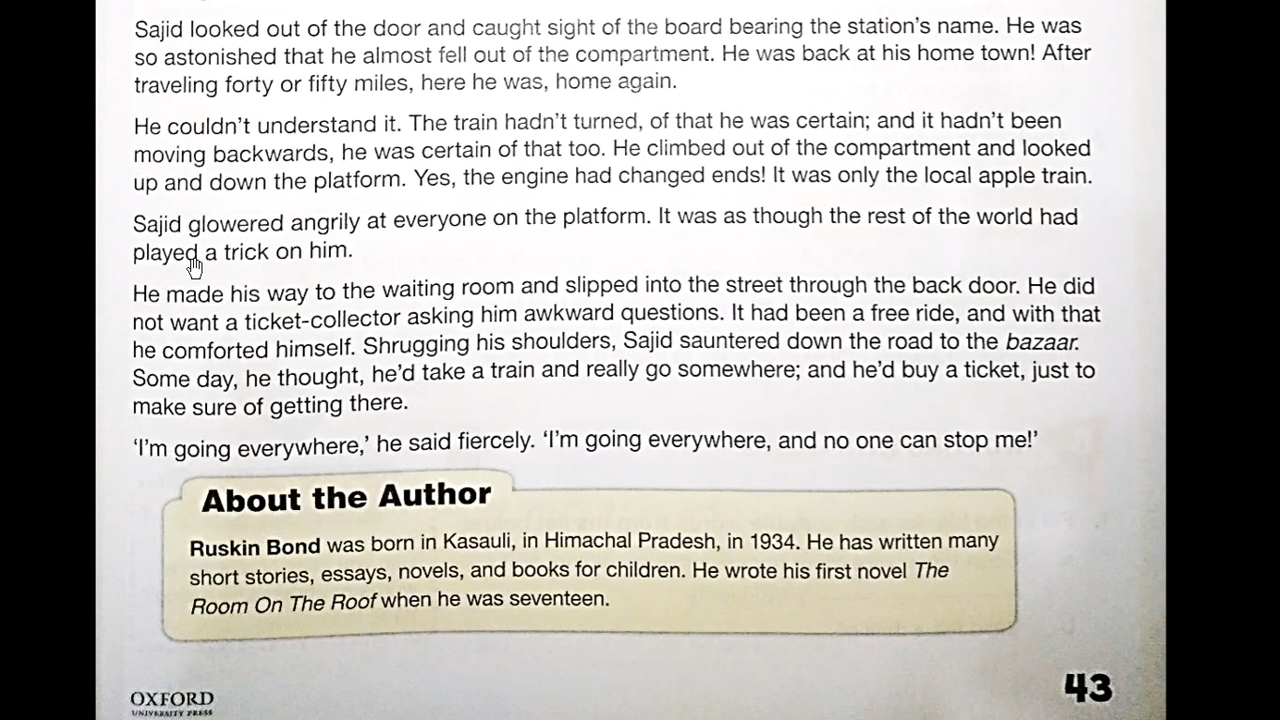 Sajid looked out of the door and caught sight of the board bearing the station's name. He was
so astonished that he almost fell out of the compartment. He was back at his home town! After
traveling forty or fifty miles, here he was, home again.
He couldn't understand it. The train hadn't turned, of that he was certain; and it hadn't been
moving backwards, he was certain of that too. He climbed out of the compartment and looked
up and down the platform. Yes, the engine had changed ends! It was only the local apple train.
Sajid glowered angrily at everyone on the platform. It was as though the rest of the world had
played a trick on him.
He made his way to the waiting room and slipped into the street through the back door. He did
not want a ticket-collector asking him awkward questions. It had been a free ride, and with that
he comforted himself. Shrugging his shoulders, Sajid sauntered down the road to the bazaar.
Some day, he thought, he'd take a train and really go somewhere; and he'd buy a ticket, just to
make sure of getting there.
'I'm going everywhere,' he said fiercely. 'I'm going everywhere, and no one can stop me!'
About the Author
Ruskin Bond was born in Kasauli, in Himachal Pradesh, in 1934. He has written many
short stories, essays, novels, and books for children. He wrote his first novel The
Room On The Roof when he was seventeen.
OXFORD
UNIVERSITY PRESS
43